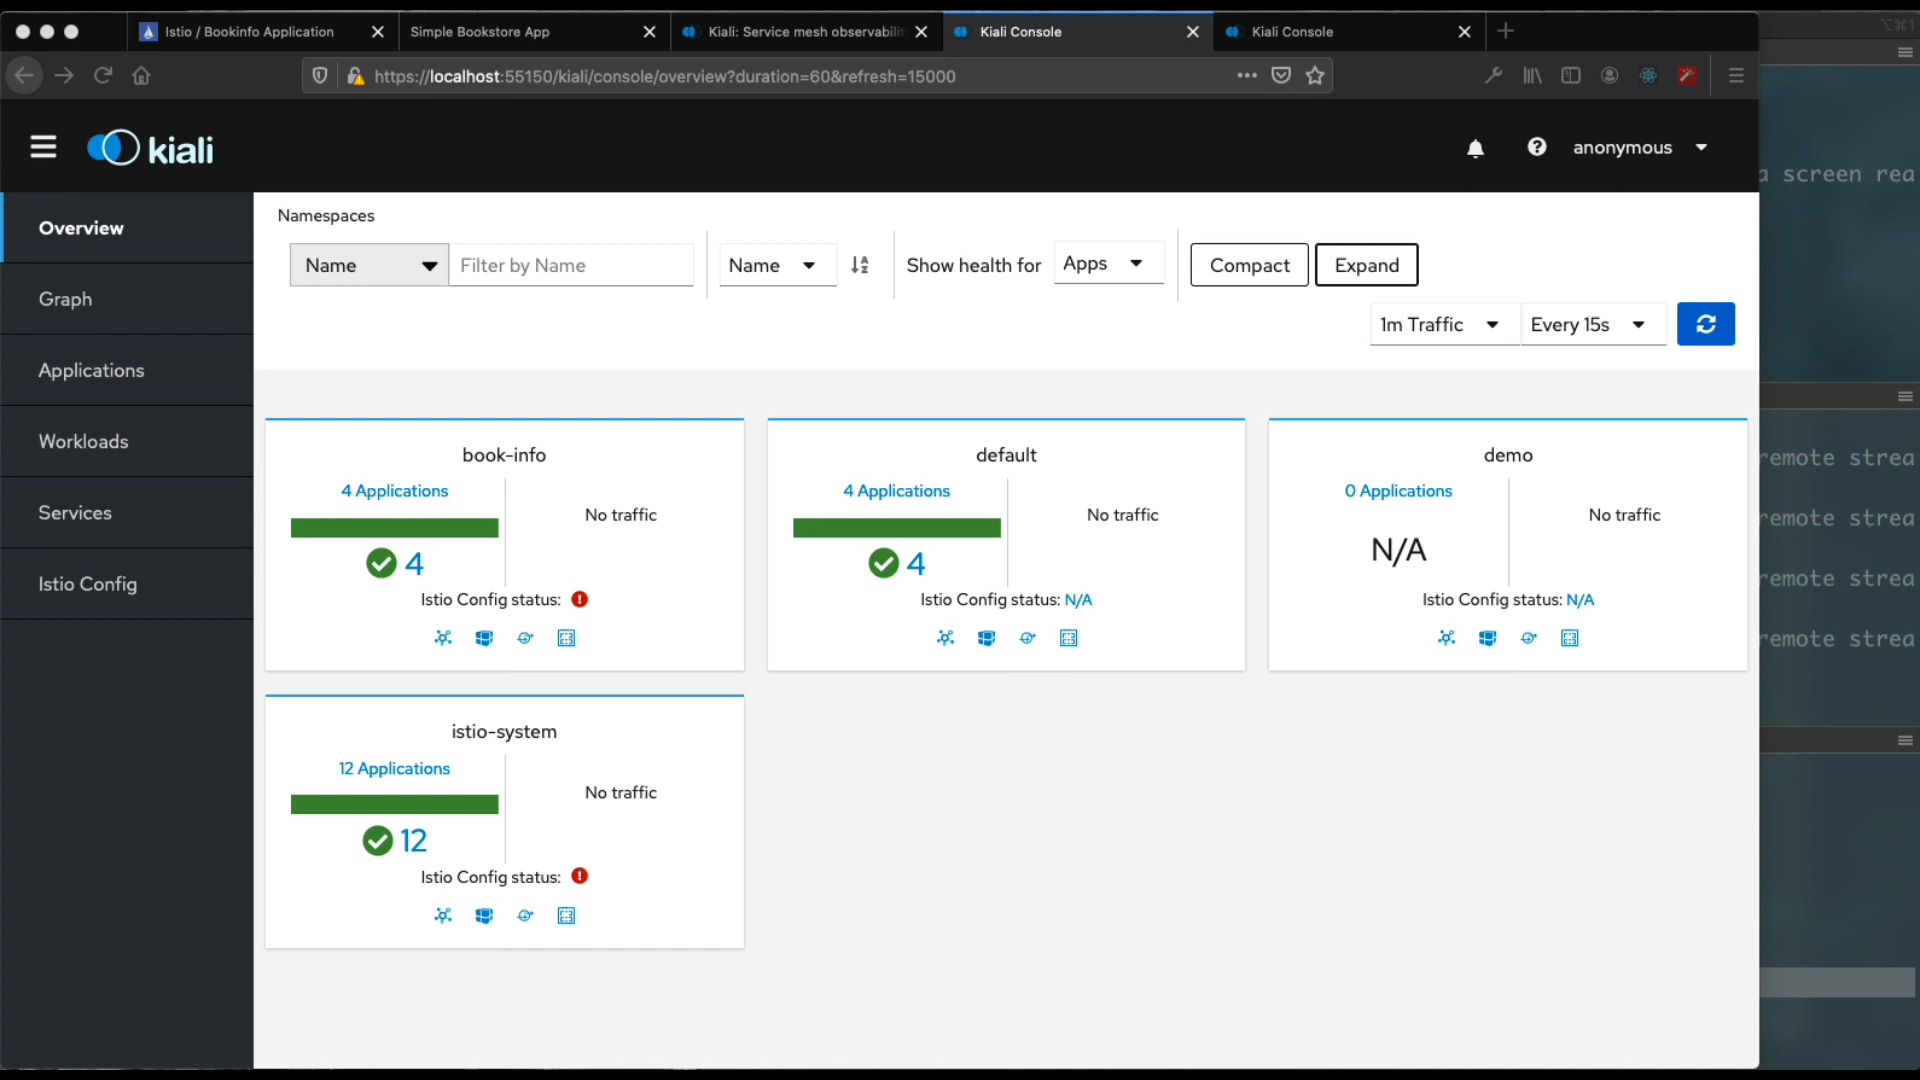 Istio / Bookinfo Application
Simple Bookstore App
Kiali: Service mesh observabilit
Kiali Console
Kiali Console
⌥⌘1
https://localhost:55150/kiali/console/overview?duration=60&refresh=15000
kiali
anonymous
a screen rea
Overview
Graph
Applications
Workloads
Services
Istio Config
Namespaces
Name
Filter by Name
Name
Show health for
Apps
Compact
Expand
1m Traffic
Every 15s
book-info
4 Applications
No traffic
4
Istio Config status:
default
4 Applications
No traffic
4
Istio Config status: N/A
demo
0 Applications
No traffic
N/A
Istio Config status: N/A
istio-system
12 Applications
No traffic
12
Istio Config status:
remote strea
remote strea
remote strea
remote strea